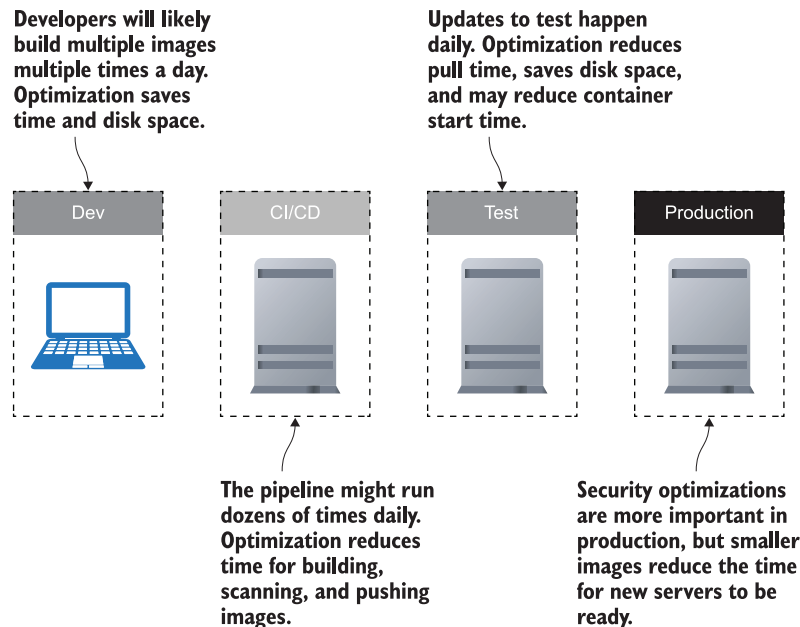 Developers will likely
build multiple images
multiple times a day.
Optimization saves
time and disk space.
Updates to test happen
daily. Optimization reduces
pull time, saves disk space,
and may reduce container
start time.
Dev
CI/CD
Test
Production
The pipeline might run
dozens of times daily.
Optimization reduces
time for building,
scanning, and pushing
images.
Security optimizations
are more important in
production, but smaller
images reduce the time
for new servers to be
ready.